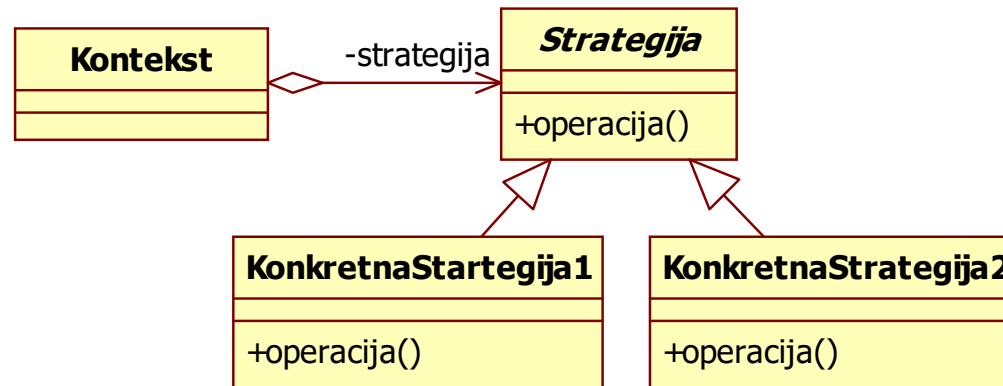 Kontekst
-strategija
Strategija
+operacija()
KonkretnaStartegija1
+operacija()
KonkretnaStrategija2
+operacija()